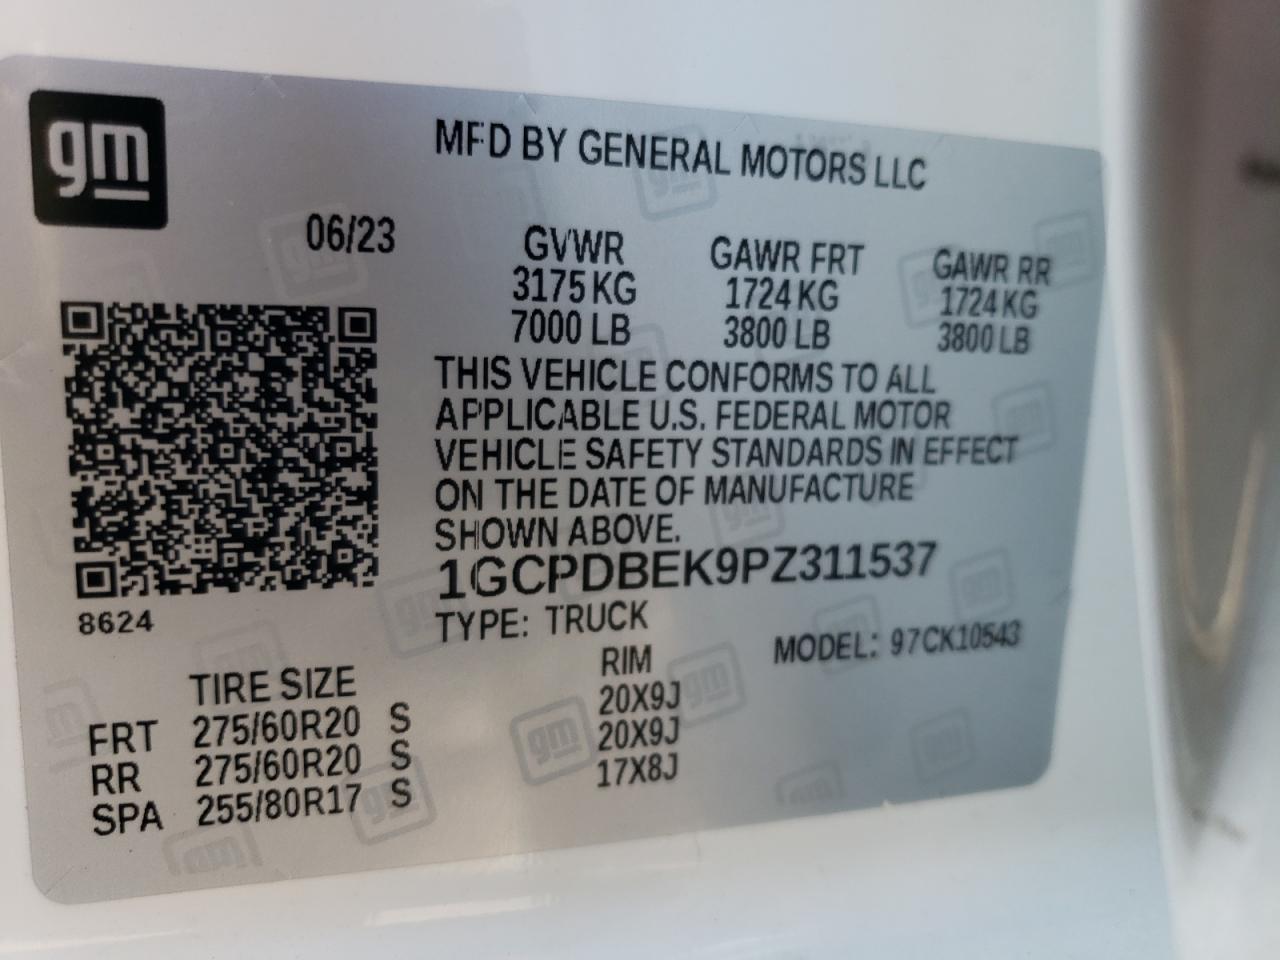 gm
MFD BY GENERAL MOTORS LLC
06/23
GVWR GAWR FRT GAWR RR
3175 KG 1724 KG 1724 KG
7000 LB 3800 LB 3800 LB
THIS VEHICLE CONFORMS TO ALL
APPLICABLE U.S. FEDERAL MOTOR
VEHICLE SAFETY STANDARDS IN EFFECT
ON THE DATE OF MANUFACTURE
SHOWN ABOVE.
1GCPDBEK9PZ311537
8624
TYPE: TRUCK MODEL: 97CK10543
TIRE SIZE RIM
FRT 275/60R20 S 20X9J
RR 275/60R20 S 20X9J
SPA 255/80R17 S 17X8J